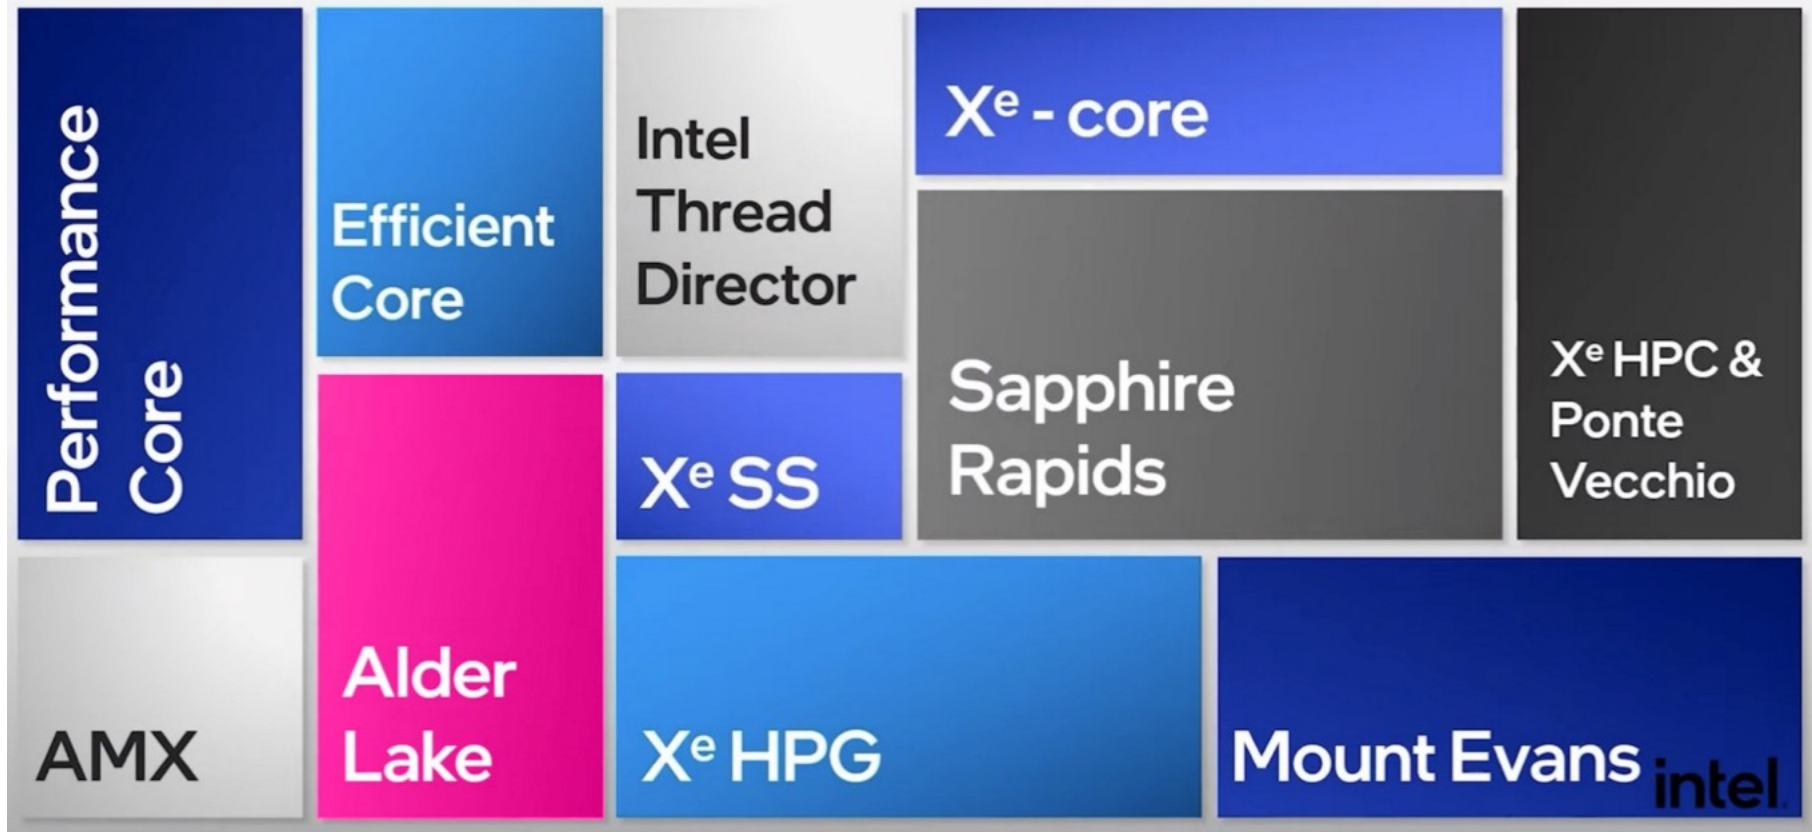 Performance
Core
Efficient
Core
Intel
Thread
Director
Xᵉ - core
Sapphire
Rapids
Xᵉ HPC &
Ponte
Vecchio
Xᵉ SS
AMX
Alder
Lake
Xᵉ HPG
Mount Evans
intel.